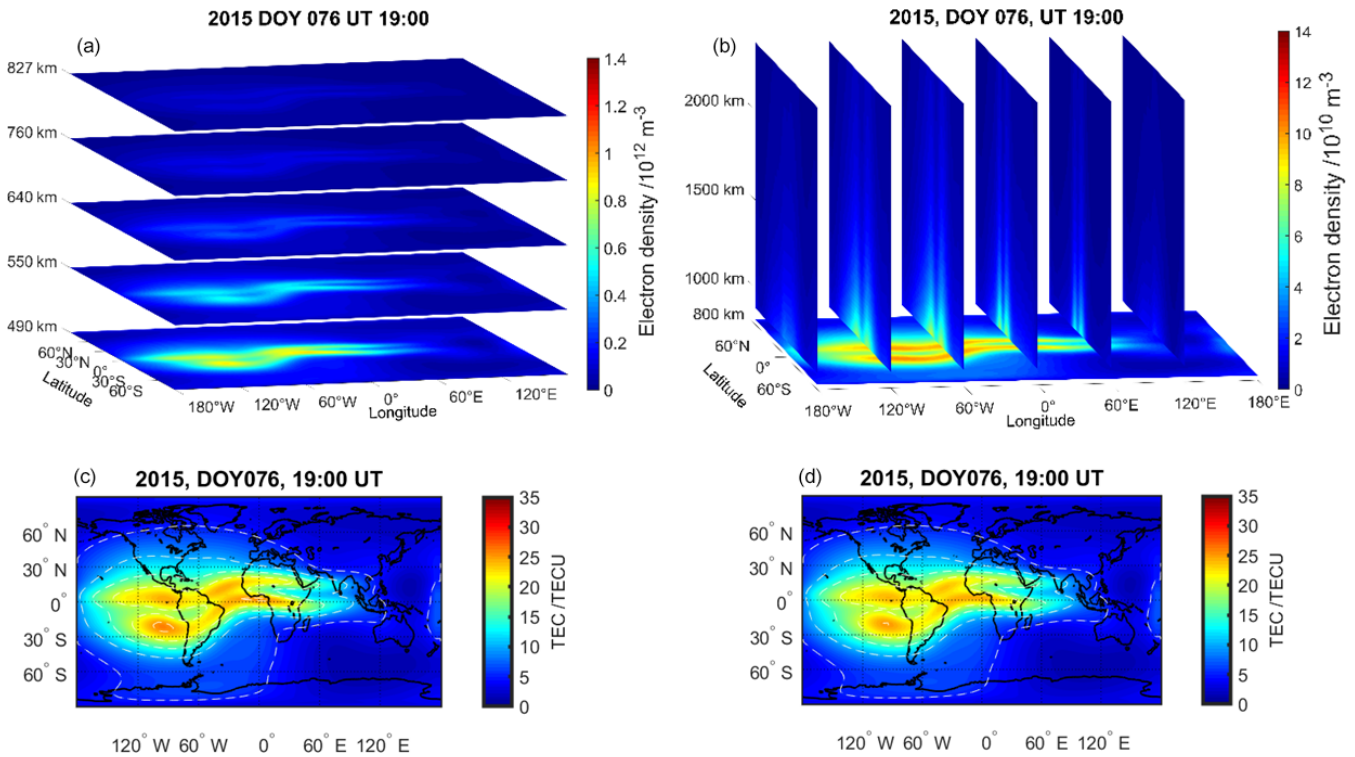 2015 DOY 076 UT 19:00
(a)
827 km
760 km
640 km
550 km
490 km
60°N
30°N
0°
30°S
60°S
Latitude
180°W
120°W
60°W
0°
60°E
120°E
Longitude
1.4
1.2
1
0.8
0.6
0.4
0.2
0
Electron density /10^12 m^-3
2015, DOY 076, UT 19:00
(b)
2000 km
1500 km
1000 km
800 km
60°N
0°
60°S
Latitude
180°W
120°W
60°W
0°
60°E
120°E
180°E
Longitude
14
12
10
8
6
4
2
0
Electron density /10^10 m^-3
(c)
2015, DOY076, 19:00 UT
60° N
30° N
0°
30° S
60° S
120° W 60° W 0° 60° E 120° E
35
30
25
20
15
10
5
0
TEC /TECU
(d)
2015, DOY076, 19:00 UT
60° N
30° N
0°
30° S
60° S
120° W 60° W 0° 60° E 120° E
35
30
25
20
15
10
5
0
TEC /TECU